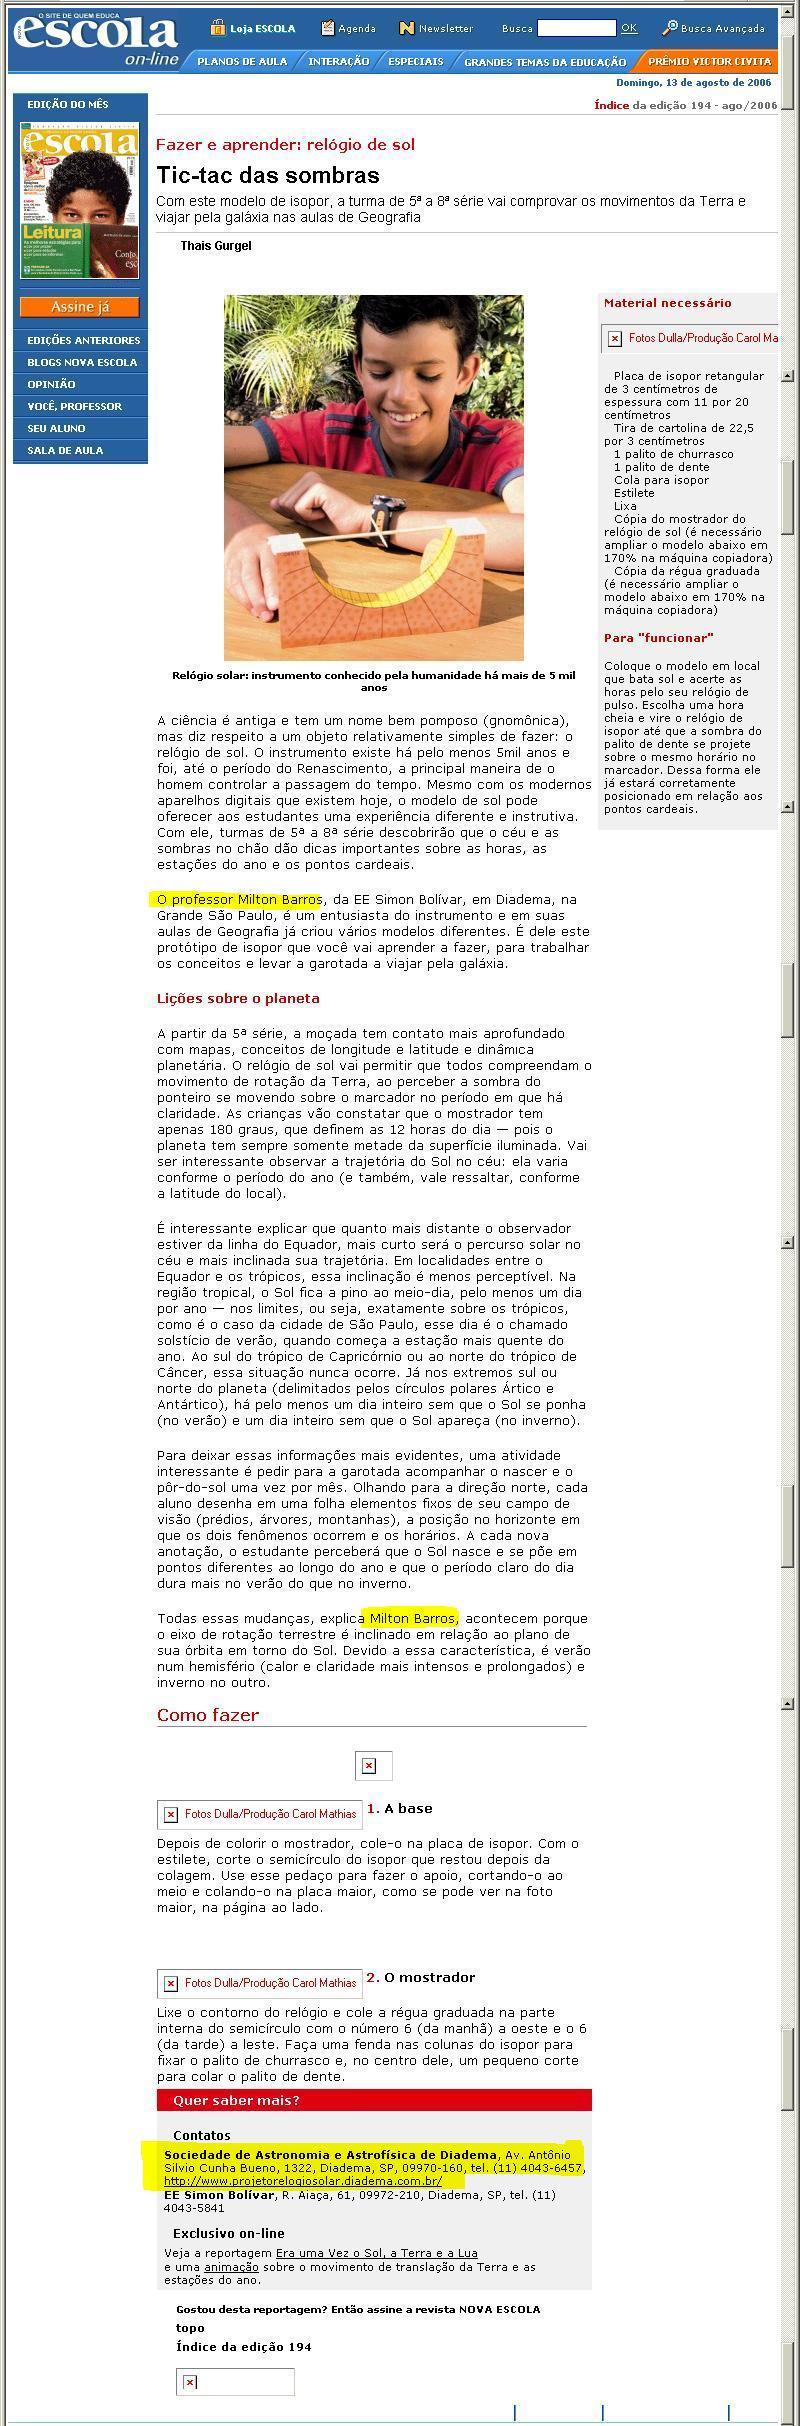 O SITE DE QUEM EDUCA
NOVA
escola
on-line
Loja ESCOLA
Agenda
Newsletter
Busca
OK
Busca Avançada
PLANOS DE AULA
INTERAÇÃO
ESPECIAIS
GRANDES TEMAS DA EDUCAÇÃO
PRÊMIO VICTOR CIVITA
Domingo, 13 de agosto de 2006
EDIÇÃO DO MÊS
escola
Leitura
Assine já
EDIÇÕES ANTERIORES
BLOGS NOVA ESCOLA
OPINIÃO
VOCÊ, PROFESSOR
SEU ALUNO
SALA DE AULA
Índice da edição 194 - ago/2006
Fazer e aprender: relógio de sol
Tic-tac das sombras
Com este modelo de isopor, a turma de 5ª a 8ª série vai comprovar os movimentos da Terra e
viajar pela galáxia nas aulas de Geografia
Thais Gurgel
Relógio solar: instrumento conhecido pela humanidade há mais de 5 mil
anos
A ciência é antiga e tem um nome bem pomposo (gnomônica),
mas diz respeito a um objeto relativamente simples de fazer: o
relógio de sol. O instrumento existe há pelo menos 5mil anos e
foi, até o período do Renascimento, a principal maneira de o
homem controlar a passagem do tempo. Mesmo com os modernos
aparelhos digitais que existem hoje, o modelo de sol pode
oferecer aos estudantes uma experiência diferente e instrutiva.
Com ele, turmas de 5ª a 8ª série descobrirão que o céu e as
sombras no chão dão dicas importantes sobre as horas, as
estações do ano e os pontos cardeais.
O professor Milton Barros, da EE Simon Bolívar, em Diadema, na
Grande São Paulo, é um entusiasta do instrumento e em suas
aulas de Geografia já criou vários modelos diferentes. É dele este
protótipo de isopor que você vai aprender a fazer, para trabalhar
os conceitos e levar a garotada a viajar pela galáxia.
Lições sobre o planeta
A partir da 5ª série, a moçada tem contato mais aprofundado
com mapas, conceitos de longitude e latitude e dinâmica
planetária. O relógio de sol vai permitir que todos compreendam o
movimento de rotação da Terra, ao perceber a sombra do
ponteiro se movendo sobre o marcador no período em que há
claridade. As crianças vão constatar que o mostrador tem
apenas 180 graus, que definem as 12 horas do dia — pois o
planeta tem sempre somente metade da superfície iluminada. Vai
ser interessante observar a trajetória do Sol no céu: ela varia
conforme o período do ano (e também, vale ressaltar, conforme
a latitude do local).
É interessante explicar que quanto mais distante o observador
estiver da linha do Equador, mais curto será o percurso solar no
céu e mais inclinada sua trajetória. Em localidades entre o
Equador e os trópicos, essa inclinação é menos perceptível. Na
região tropical, o Sol fica a pino ao meio-dia, pelo menos um dia
por ano — nos limites, ou seja, exatamente sobre os trópicos,
como é o caso da cidade de São Paulo, esse dia é o chamado
solstício de verão, quando começa a estação mais quente do
ano. Ao sul do trópico de Capricórnio ou ao norte do trópico de
Câncer, essa situação nunca ocorre. Já nos extremos sul ou
norte do planeta (delimitados pelos círculos polares Ártico e
Antártico), há pelo menos um dia inteiro sem que o Sol se ponha
(no verão) e um dia inteiro sem que o Sol apareça (no inverno).
Para deixar essas informações mais evidentes, uma atividade
interessante é pedir para a garotada acompanhar o nascer e o
pôr-do-sol uma vez por mês. Olhando para a direção norte, cada
aluno desenha em uma folha elementos fixos de seu campo de
visão (prédios, árvores, montanhas), a posição no horizonte em
que os dois fenômenos ocorrem e os horários. A cada nova
anotação, o estudante perceberá que o Sol nasce e se põe em
pontos diferentes ao longo do ano e que o período claro do dia
dura mais no verão do que no inverno.
Todas essas mudanças, explica Milton Barros, acontecem porque
o eixo de rotação terrestre é inclinado em relação ao plano de
sua órbita em torno do Sol. Devido a essa característica, é verão
num hemisfério (calor e claridade mais intensos e prolongados) e
inverno no outro.
Como fazer
Fotos Dulla/Produção Carol Mathias 1. A base
Depois de colorir o mostrador, cole-o na placa de isopor. Com o
estilete, corte o semicírculo do isopor que restou depois da
colagem. Use esse pedaço para fazer o apoio, cortando-o ao
meio e colando-o na placa maior, como se pode ver na foto
maior, na página ao lado.
Fotos Dulla/Produção Carol Mathias 2. O mostrador
Lixe o contorno do relógio e cole a régua graduada na parte
interna do semicírculo com o número 6 (da manhã) a oeste e o 6
(da tarde) a leste. Faça uma fenda nas colunas do isopor para
fixar o palito de churrasco e, no centro dele, um pequeno corte
para colar o palito de dente.
Quer saber mais?
Contatos
Sociedade de Astronomia e Astrofísica de Diadema, Av. Antônio
Silvio Cunha Bueno, 1322, Diadema, SP, 09970-160, tel. (11) 4043-6457,
http://www.projetorelogiosolar.diadema.com.br/
EE Simon Bolívar, R. Aiaça, 61, 09972-210, Diadema, SP, tel. (11)
4043-5841
Exclusivo on-line
Veja a reportagem Era uma Vez o Sol, a Terra e a Lua
e uma animação sobre o movimento de translação da Terra e as
estações do ano.
Gostou desta reportagem? Então assine a revista NOVA ESCOLA
topo
Índice da edição 194
Material necessário
Fotos Dulla/Produção Carol Ma
Placa de isopor retangular
de 3 centímetros de
espessura com 11 por 20
centímetros
Tira de cartolina de 22,5
por 3 centímetros
1 palito de churrasco
1 palito de dente
Cola para isopor
Estilete
Lixa
Cópia do mostrador do
relógio de sol (é necessário
ampliar o modelo abaixo em
170% na máquina copiadora)
Cópia da régua graduada
(é necessário ampliar o
modelo abaixo em 170% na
máquina copiadora)
Para "funcionar"
Coloque o modelo em local
que bata sol e acerte as
horas pelo seu relógio de
pulso. Escolha uma hora
cheia e vire o relógio de
isopor até que a sombra do
palito de dente se projete
sobre o mesmo horário no
marcador. Dessa forma ele
já estará corretamente
posicionado em relação aos
pontos cardeais.